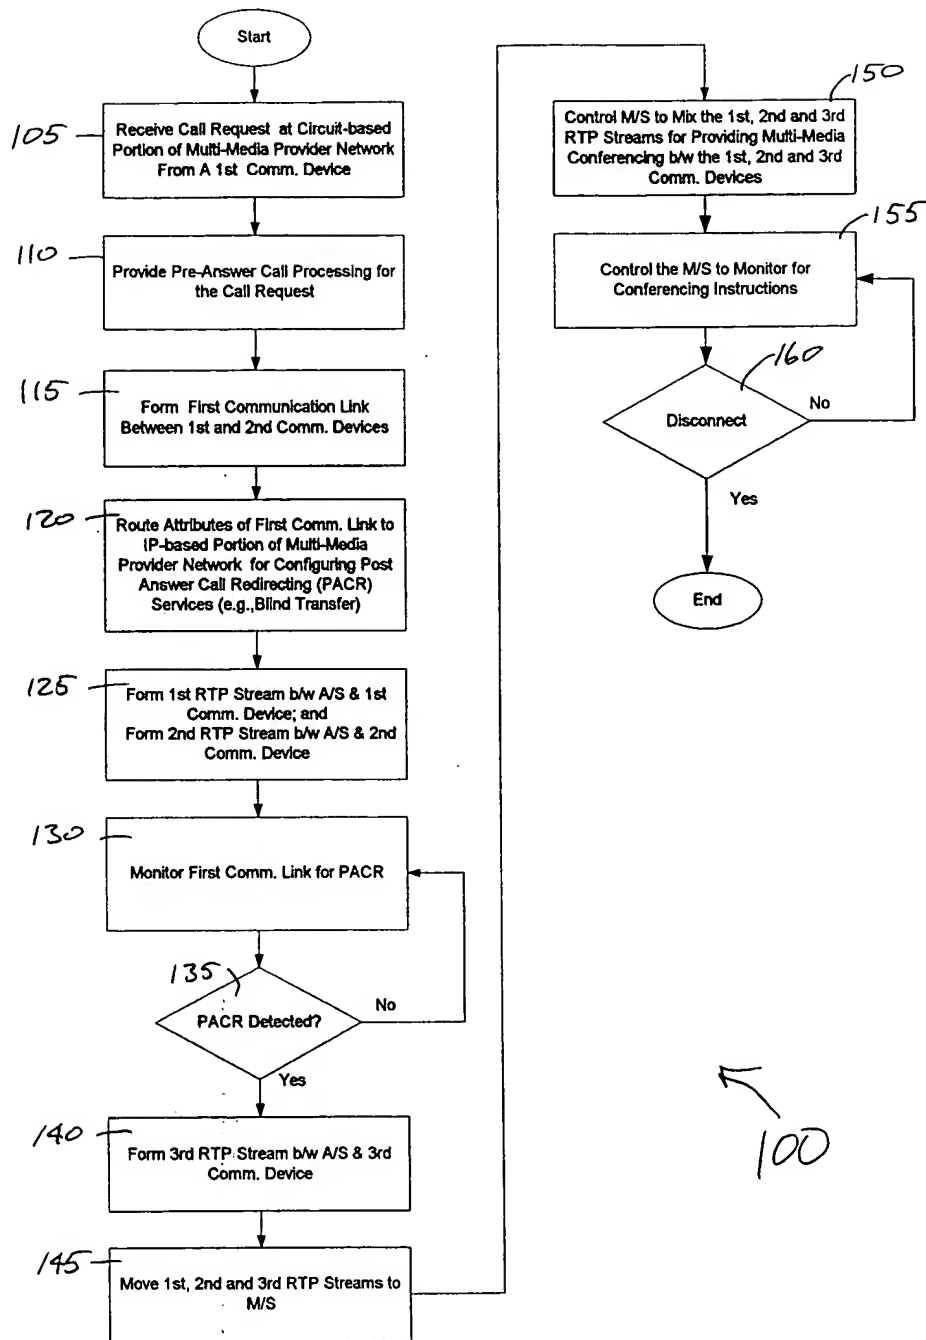 Start
105
Receive Call Request at Circuit-based
Portion of Multi-Media Provider Network
From A 1st Comm. Device
110
Provide Pre-Answer Call Processing for
the Call Request
115
Form First Communication Link
Between 1st and 2nd Comm. Devices
120
Route Attributes of First Comm. Link to
IP-based Portion of Multi-Media
Provider Network for Configuring Post
Answer Call Redirecting (PACR)
Services (e.g.,Blind Transfer)
125
Form 1st RTP Stream b/w A/S & 1st
Comm. Device; and
Form 2nd RTP Stream b/w A/S & 2nd
Comm. Device
130
Monitor First Comm. Link for PACR
135
PACR Detected?
No
Yes
140
Form 3rd RTP Stream b/w A/S & 3rd
Comm. Device
145
Move 1st, 2nd and 3rd RTP Streams to
M/S
150
Control M/S to Mix the 1st, 2nd and 3rd
RTP Streams for Providing Multi-Media
Conferencing b/w the 1st, 2nd and 3rd
Comm. Devices
155
Control the M/S to Monitor for
Conferencing Instructions
160
Disconnect
No
Yes
End
100